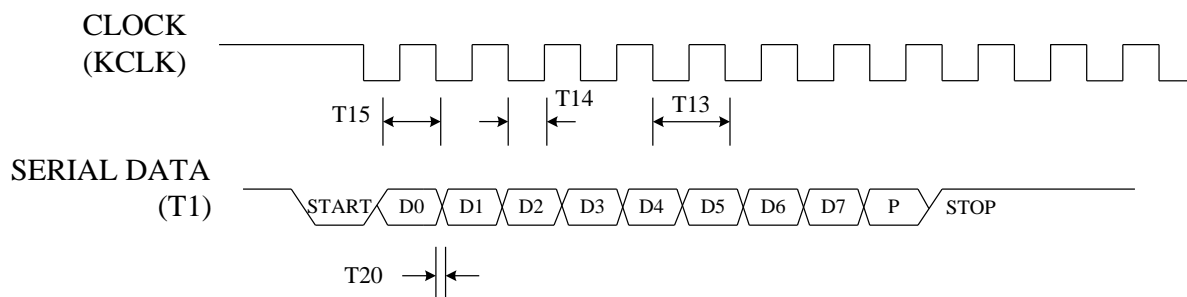 CLOCK
(KCLK)
T15
T14
T13
SERIAL DATA
(T1)
START D0 D1 D2 D3 D4 D5 D6 D7 P STOP
T20